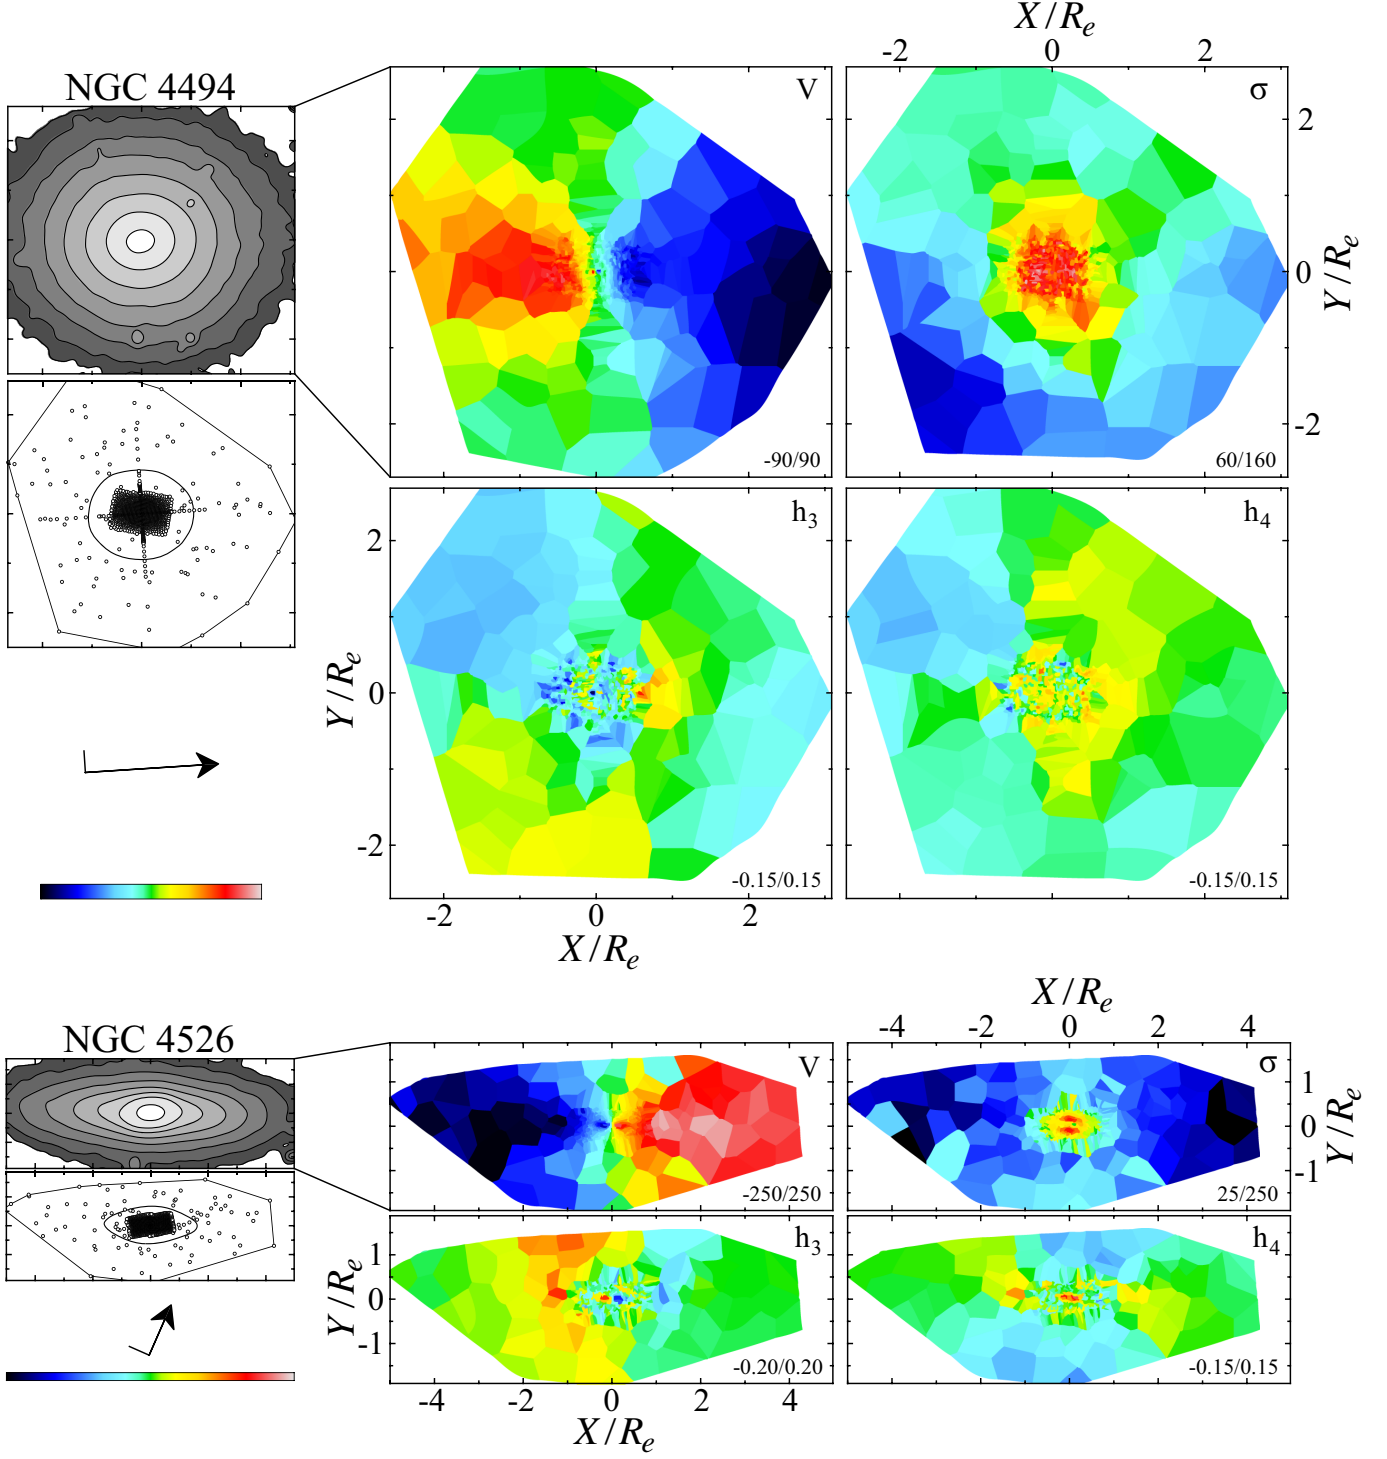 X/Rₑ
-2 0 2
NGC 4494
V
σ
2
0
-2
Y/Rₑ
-90/90
60/160
h₃
h₄
2
0
-2
Y/Rₑ
-0.15/0.15
-0.15/0.15
-2 0 2
X/Rₑ
X/Rₑ
-4 -2 0 2 4
NGC 4526
V
σ
1
0
-1
Y/Rₑ
-250/250
25/250
h₃
h₄
1
0
-1
Y/Rₑ
-0.20/0.20
-0.15/0.15
-4 -2 0 2 4
X/Rₑ